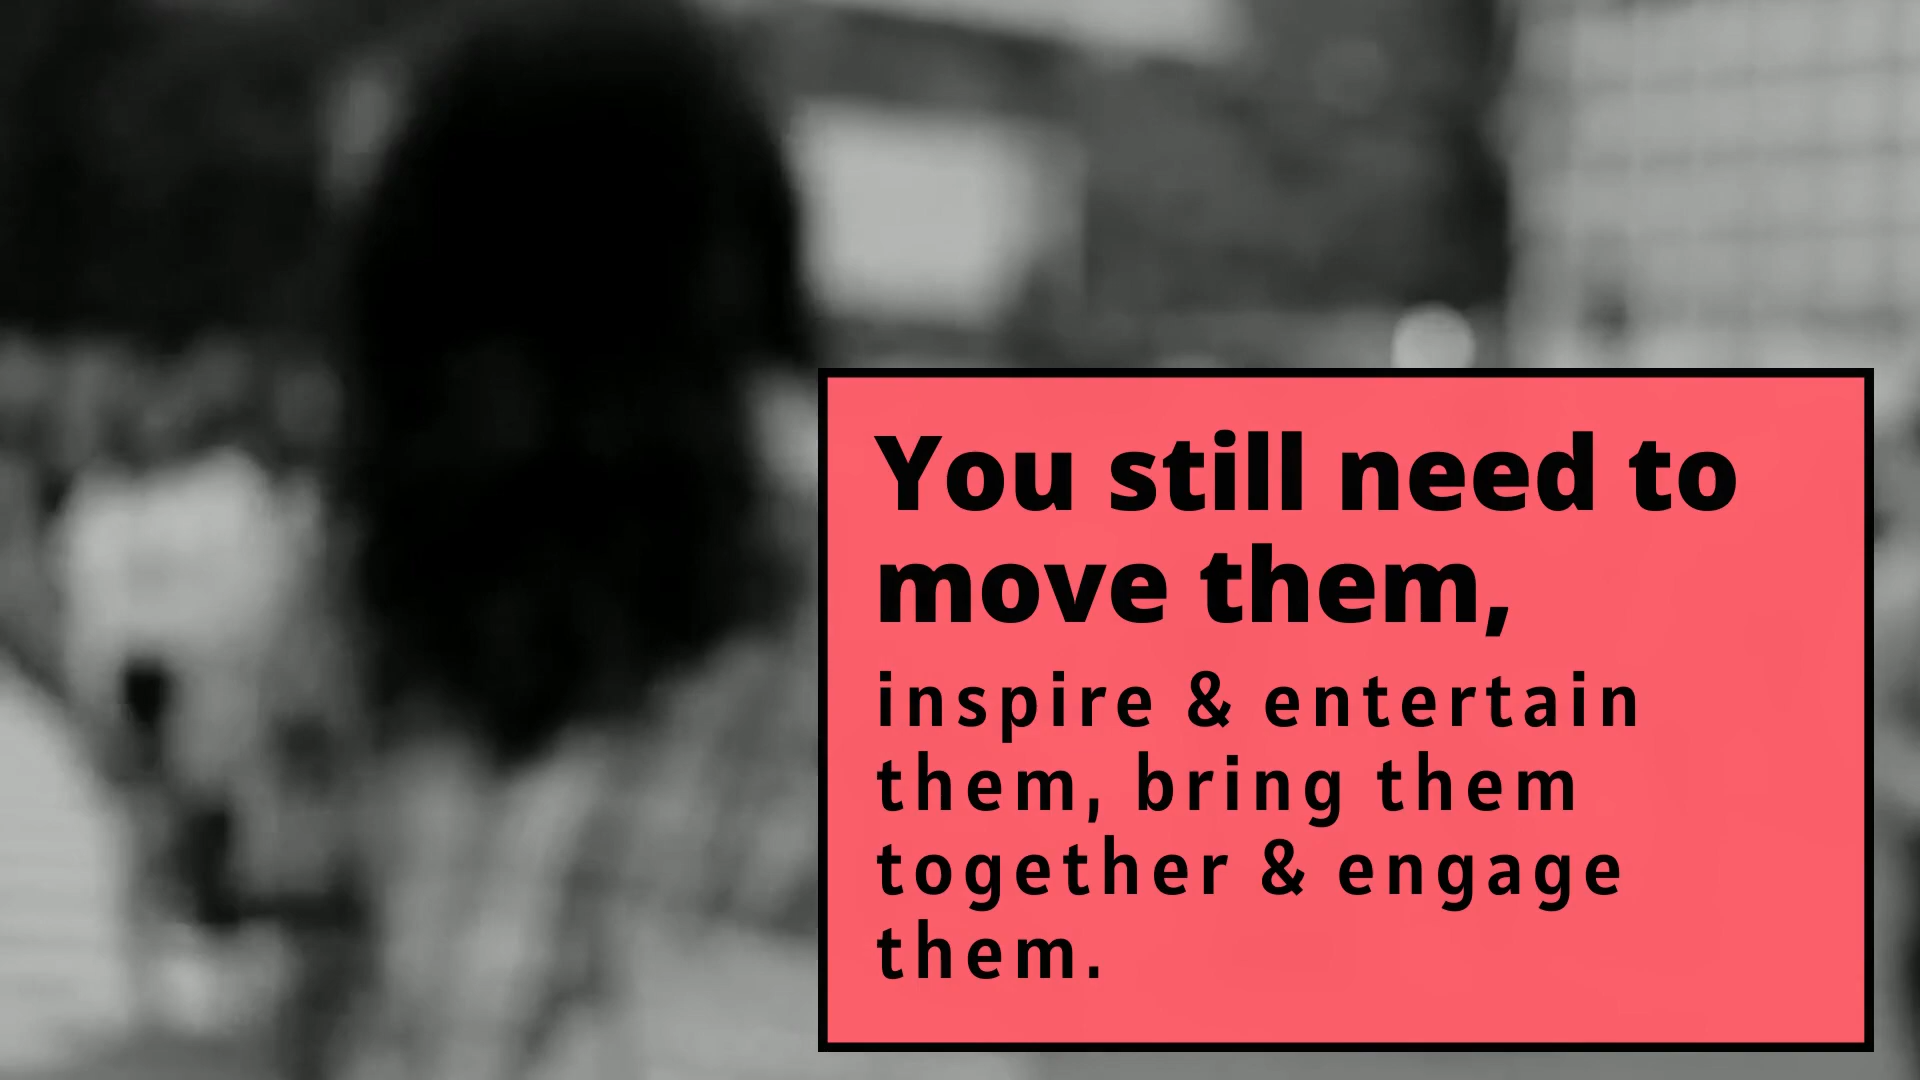 You still need to
move them,
inspire & entertain
them, bring them
together & engage
them.